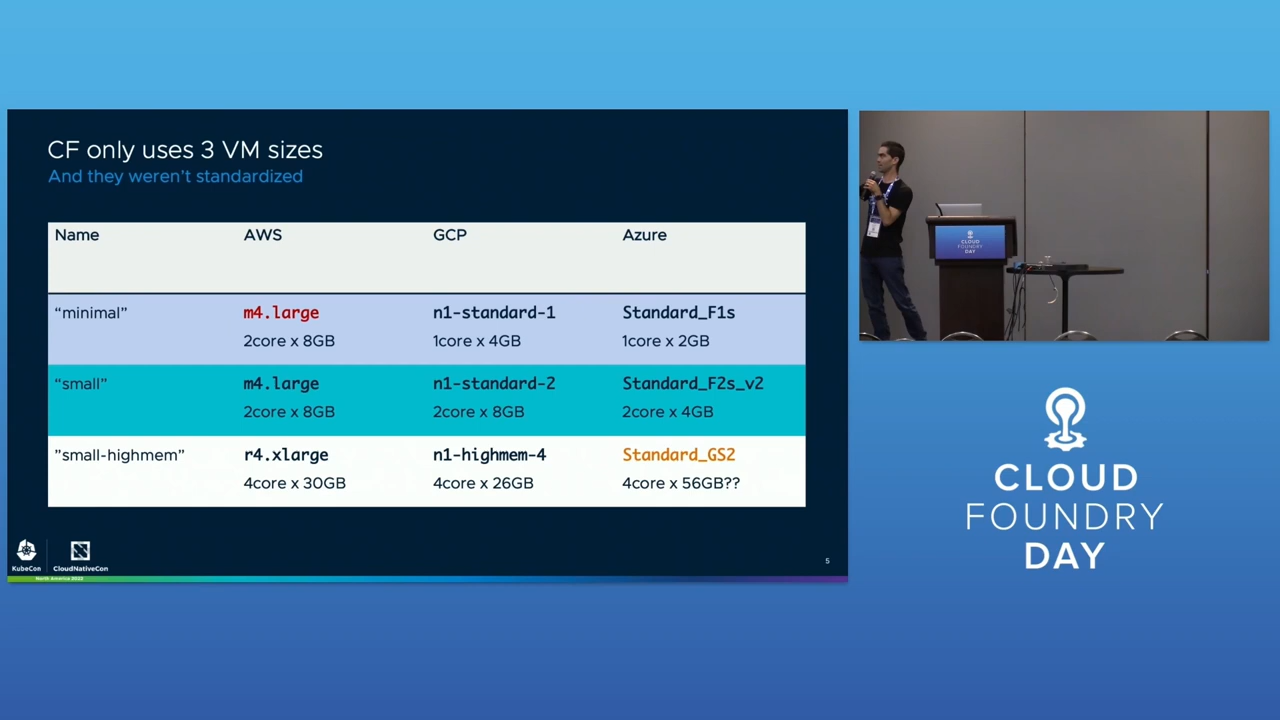 CF only uses 3 VM sizes
And they weren't standardized
Name AWS GCP Azure
“minimal” m4.large n1-standard-1 Standard_F1s
2core x 8GB 1core x 4GB 1core x 2GB
“small” m4.large n1-standard-2 Standard_F2s_v2
2core x 8GB 2core x 8GB 2core x 4GB
”small-highmem” r4.xlarge n1-highmem-4 Standard_GS2
4core x 30GB 4core x 26GB 4core x 56GB??
KubeCon CloudNativeCon
North America 2022
5
CLOUD
FOUNDRY
DAY
CLOUD
FOUNDRY
DAY